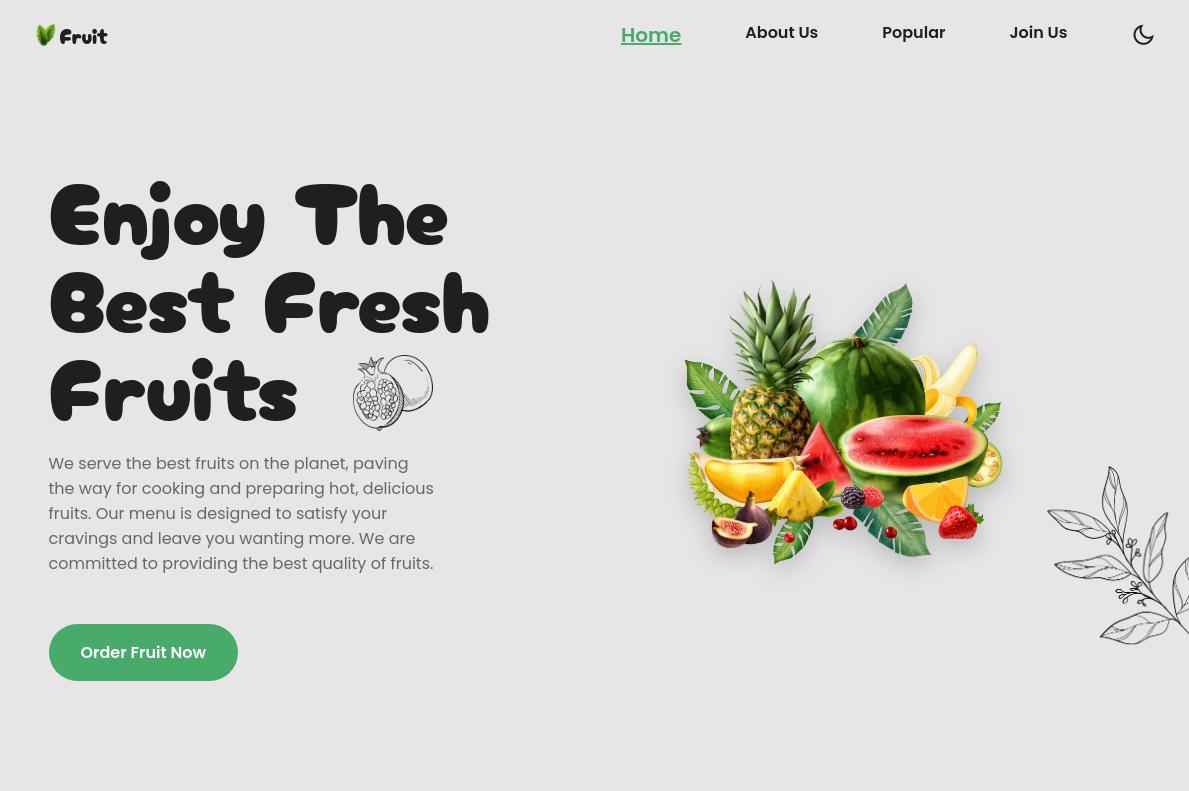 Fruit
Home
About Us
Popular
Join Us
Enjoy The
Best Fresh
Fruits
We serve the best fruits on the planet, paving
the way for cooking and preparing hot, delicious
fruits. Our menu is designed to satisfy your
cravings and leave you wanting more. We are
committed to providing the best quality of fruits.
Order Fruit Now